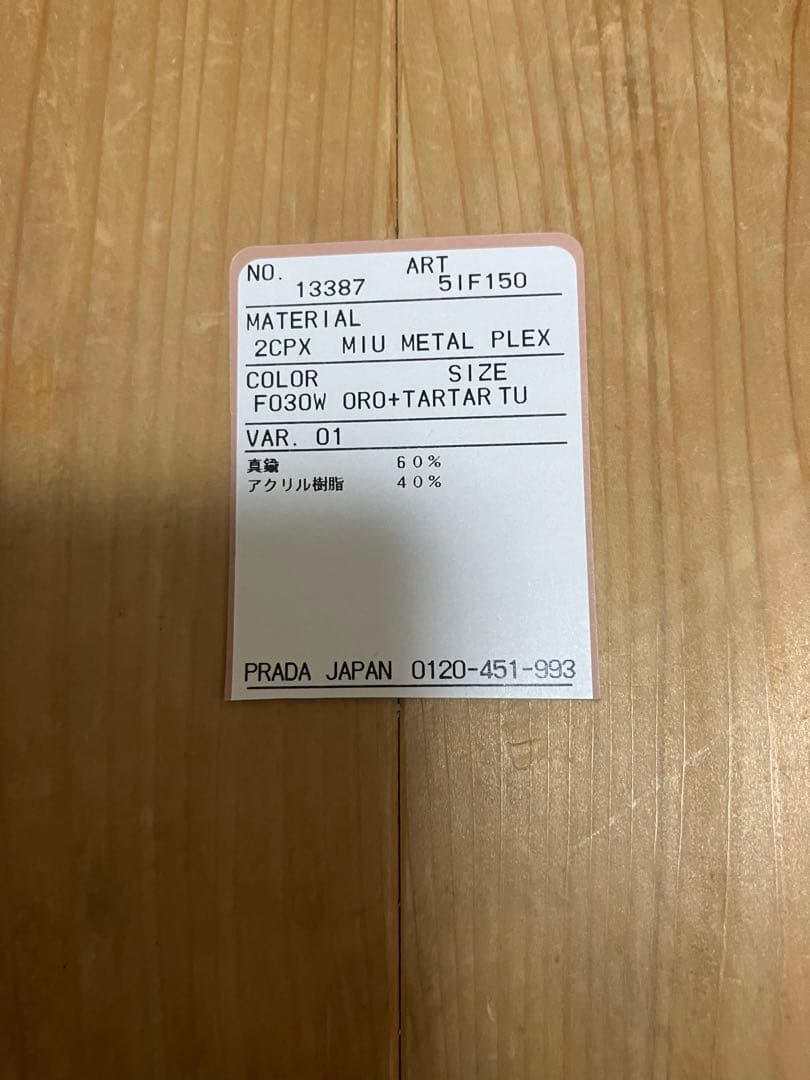 NO. ART
13387 5IF150
MATERIAL
2CPX MIU METAL PLEX
COLOR SIZE
F030W ORO+TARTAR TU
VAR. 01
真鍮 60%
アクリル樹脂 40%
PRADA JAPAN 0120-451-993